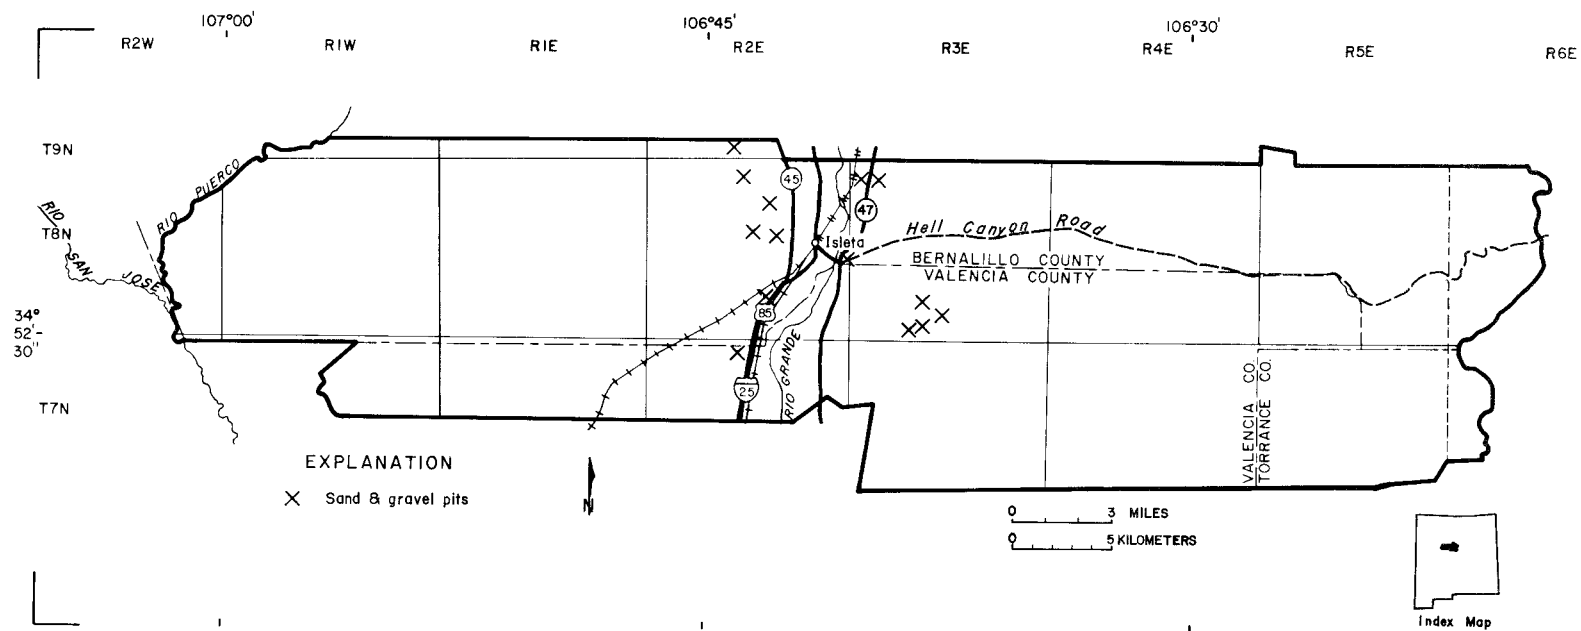 107°00' 106°45' 106°30'
R2W R1W R1E R2E R3E R4E R5E R6E
T9N
RIO PUERCO
45
47
RIO SAN JOSE
T8N
Isleta
Hell Canyon Road
BERNALILLO COUNTY
VALENCIA COUNTY
34°
52'-
30"
85
RIO GRANDE
25
T7N
VALENCIA CO.
TORRANCE CO.
EXPLANATION
X Sand & gravel pits
N
0 3 MILES
0 5 KILOMETERS
Index Map